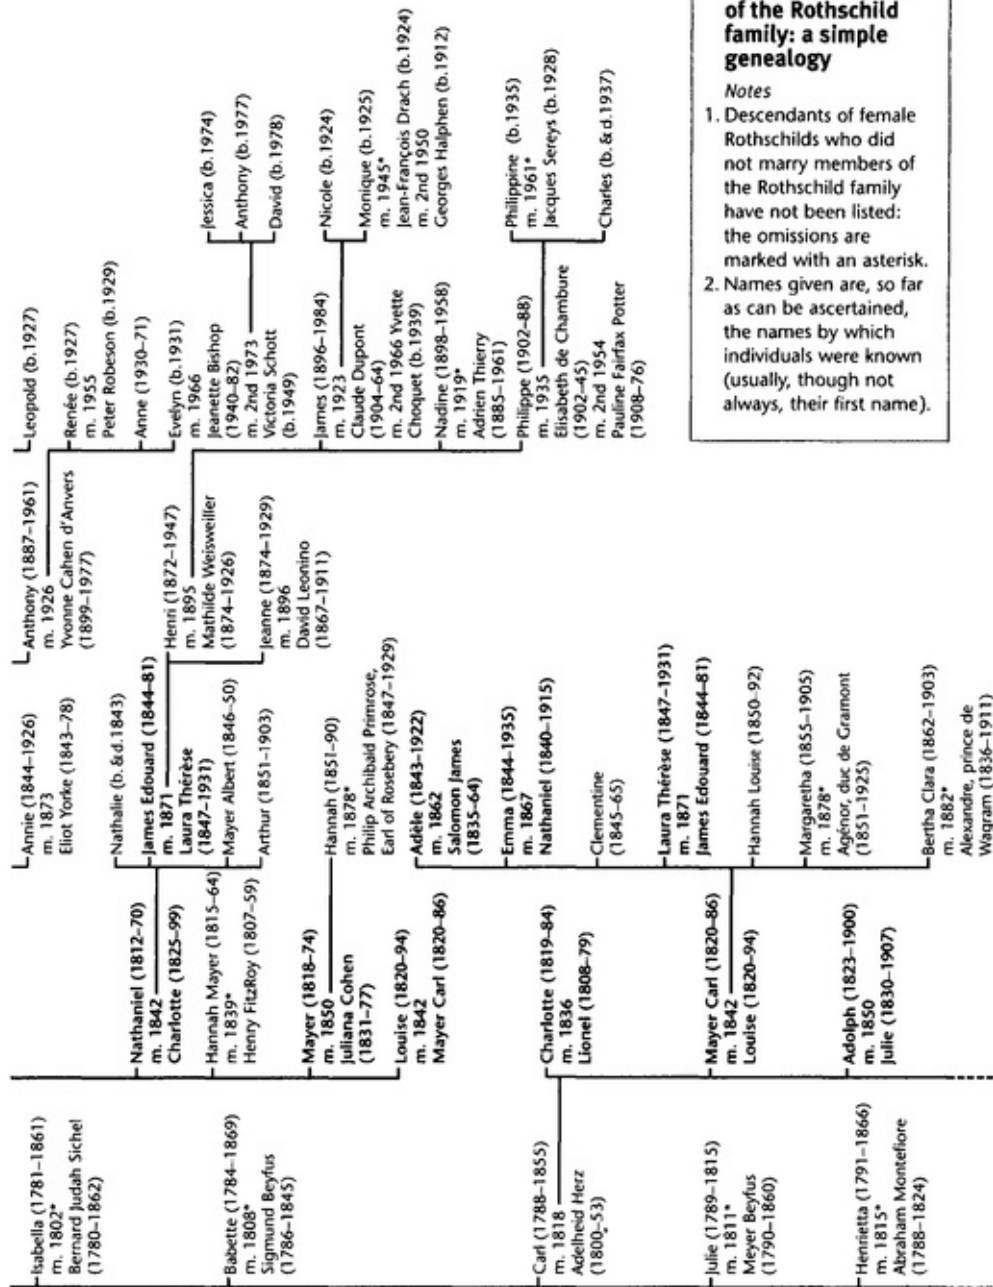 of the Rothschild
family: a simple
genealogy
Notes
1. Descendants of female
Rothschilds who did
not marry members of
the Rothschild family
have not been listed:
the omissions are
marked with an asterisk.
2. Names given are, so far
as can be ascertained,
the names by which
individuals were known
(usually, though not
always, their first name).
Isabella (1781–1861)
m. 1802*
Bernard Judah Sichel
(1780–1862)
Babette (1784–1869)
m. 1808*
Sigmund Beyfus
(1786–1845)
Carl (1788–1855)
m. 1818
Adelheid Herz
(1800–53)
Julie (1789–1815)
m. 1811*
Meyer Beyfus
(1790–1860)
Henrietta (1791–1866)
m. 1815*
Abraham Montefiore
(1788–1824)
Nathaniel (1812–70)
m. 1842
Charlotte (1825–99)
Hannah Mayer (1815–64)
m. 1839*
Henry FitzRoy (1807–59)
Mayer (1818–74)
m. 1850
Juliana Cohen
(1831–77)
Louise (1820–94)
m. 1842
Mayer Carl (1820–86)
Charlotte (1819–84)
m. 1836
Lionel (1808–79)
Mayer Carl (1820–86)
m. 1842
Louise (1820–94)
Adolph (1823–1900)
m. 1850
Julie (1830–1907)
Annie (1844–1926)
m. 1873
Eliot Yorke (1843–78)
Nathalie (b. &d.1843)
James Edouard (1844–81)
m. 1871
Laura Thérèse
(1847–1931)
Mayer Albert (1846–50)
Arthur (1851–1903)
Hannah (1851–90)
m. 1878*
Philip Archibald Primrose,
Earl of Rosebery (1847–1929)
Adèle (1843–1922)
m. 1862
Salomon James
(1835–64)
Emma (1844–1935)
m. 1867
Nathaniel (1840–1915)
Clementine
(1845–65)
Laura Thérèse (1847–1931)
m. 1871
James Edouard (1844–81)
Hannah Louise (1850–92)
Margaretha (1855–1905)
m. 1878*
Agénor, duc de Gramont
(1851–1925)
Bertha Clara (1862–1903)
m. 1882*
Alexandre, prince de
Wagram (1836–1911)
Anthony (1887–1961)
m. 1926
Yvonne Cahen d'Anvers
(1899–1977)
Henri (1872–1947)
m. 1895
Mathilde Weisweiller
(1874–1926)
Jeanne (1874–1929)
m. 1896
David Leonino
(1867–1911)
Leopold (b.1927)
Renée (b.1927)
m. 1955
Peter Robeson (b.1929)
Anne (1930–71)
Evelyn (b.1931)
m. 1966
Jeanette Bishop
(1940–82)
m. 2nd 1973
Victoria Schott
(b.1949)
James (1896–1984)
m. 1923
Claude Dupont
(1904–64)
m. 2nd 1966 Yvette
Choquet (b.1939)
Nadine (1898–1958)
m. 1919*
Adrien Thierry
(1885–1961)
Philippe (1902–88)
m. 1935
Elisabeth de Chambure
(1902–45)
m. 2nd 1954
Pauline Fairfax Potter
(1908–76)
Jessica (b.1974)
Anthony (b.1977)
David (b.1978)
Nicole (b.1924)
Monique (b.1925)
m. 1945*
Jean-François Drach (b.1924)
m. 2nd 1950
Georges Halphen (b.1912)
Philippine (b.1935)
m. 1961*
Jacques Sereys (b.1928)
Charles (b. &d.1937)